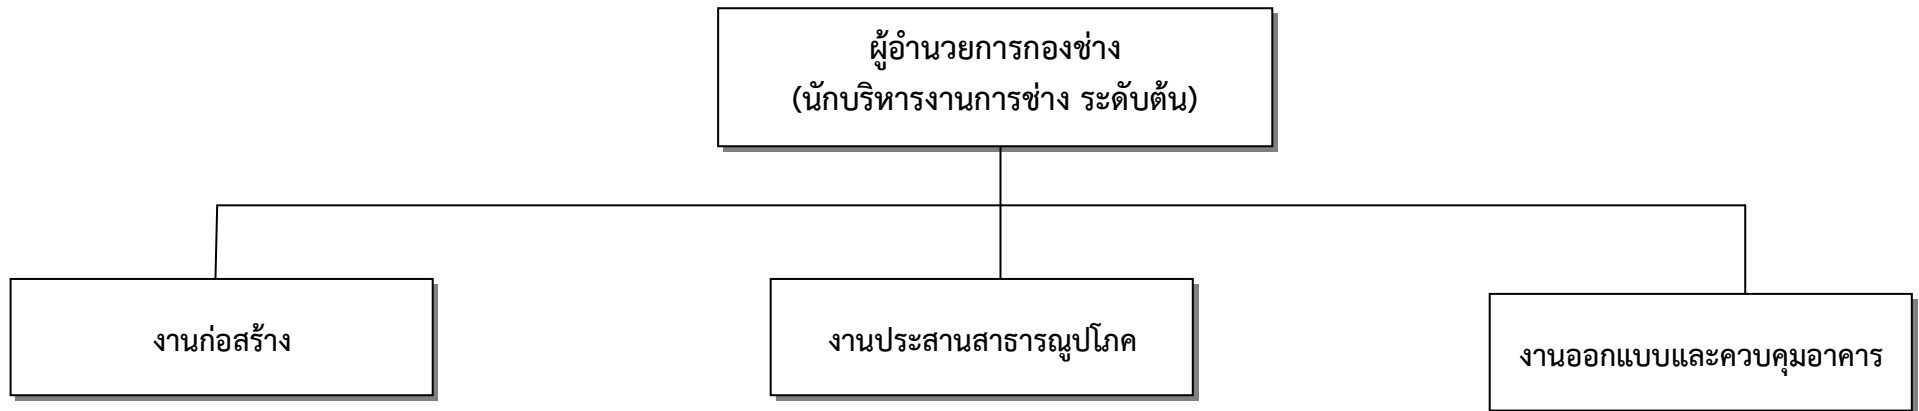 ผู้อำนวยการกองช่าง
(นักบริหารงานการช่าง ระดับต้น)
งานก่อสร้าง
งานประสานสาธารณูปโภค
งานออกแบบและควบคุมอาคาร